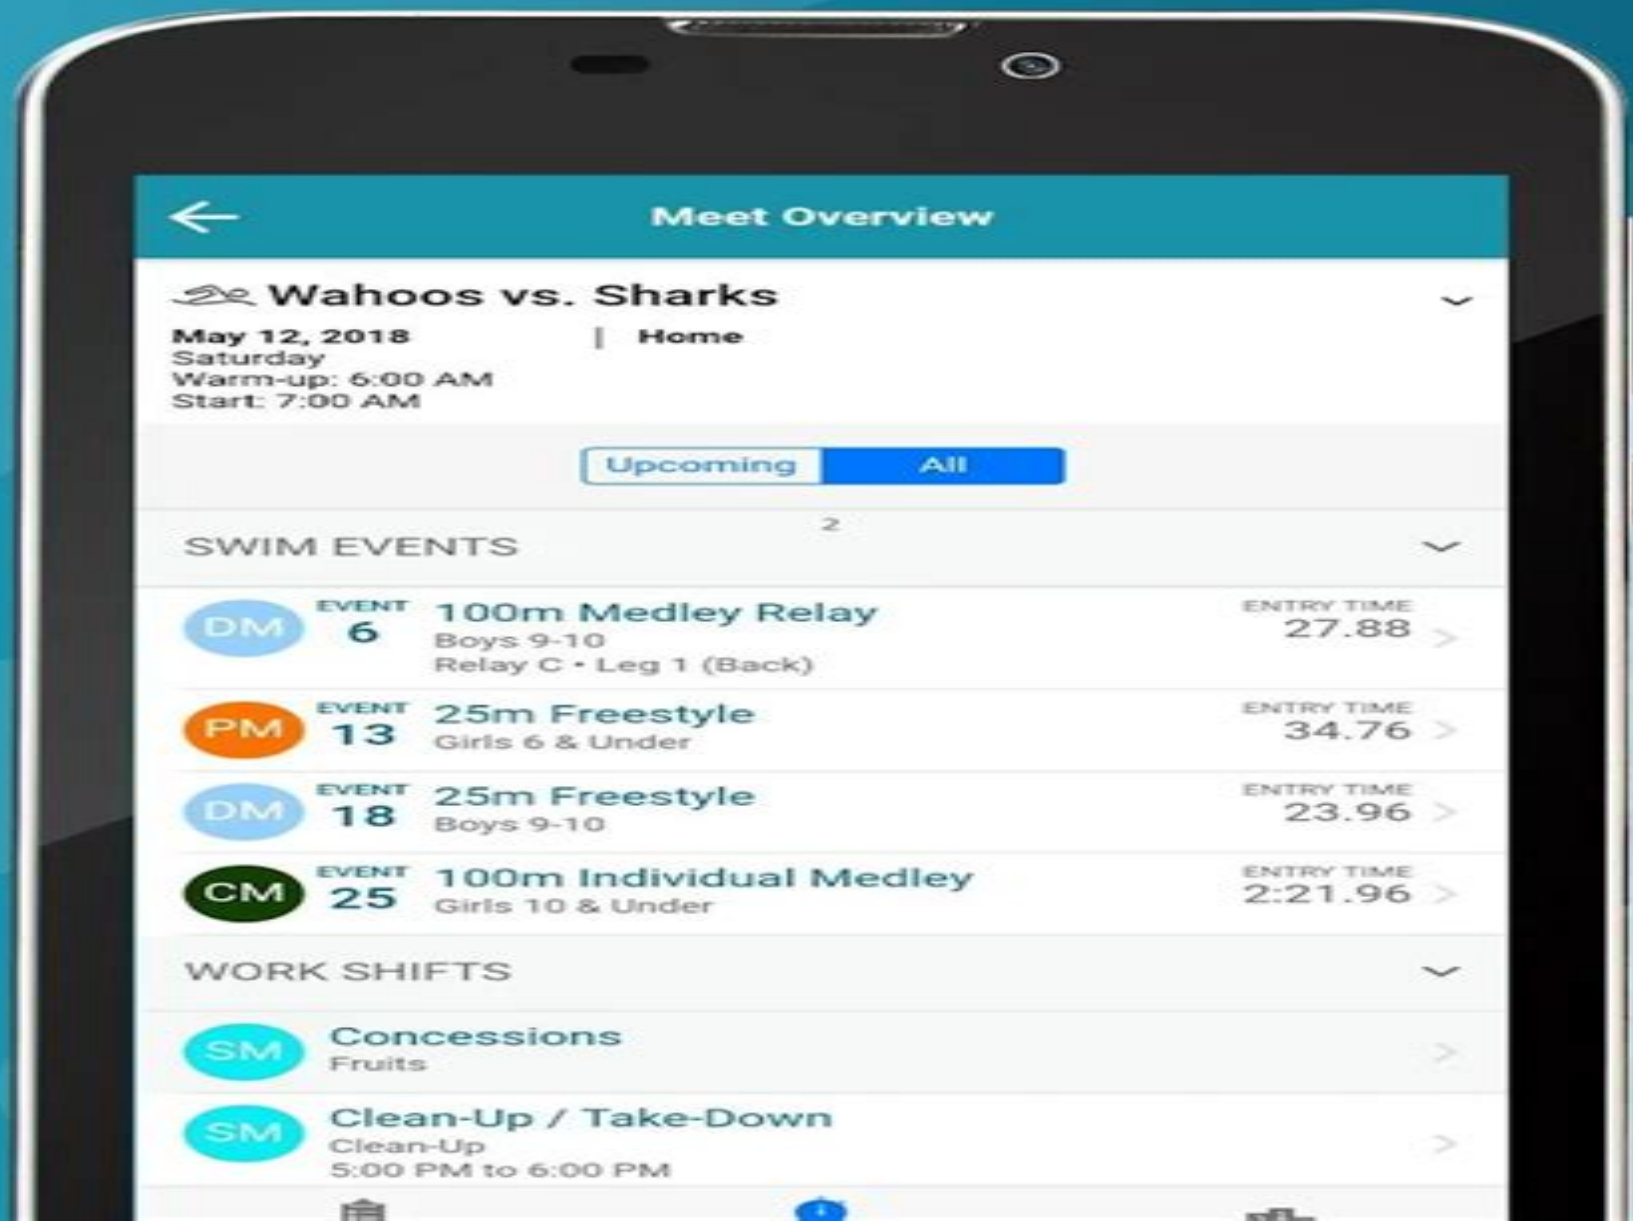 Meet Overview
Wahoos vs. Sharks
May 12, 2018 | Home
Saturday
Warm-up: 6:00 AM
Start: 7:00 AM
Upcoming All
2
SWIM EVENTS
DM EVENT 6 100m Medley Relay ENTRY TIME 27.88
Boys 9-10
Relay C • Leg 1 (Back)
PM EVENT 13 25m Freestyle ENTRY TIME 34.76
Girls 6 & Under
DM EVENT 18 25m Freestyle ENTRY TIME 23.96
Boys 9-10
CM EVENT 25 100m Individual Medley ENTRY TIME 2:21.96
Girls 10 & Under
WORK SHIFTS
SM Concessions
Fruits
SM Clean-Up / Take-Down
Clean-Up
5:00 PM to 6:00 PM